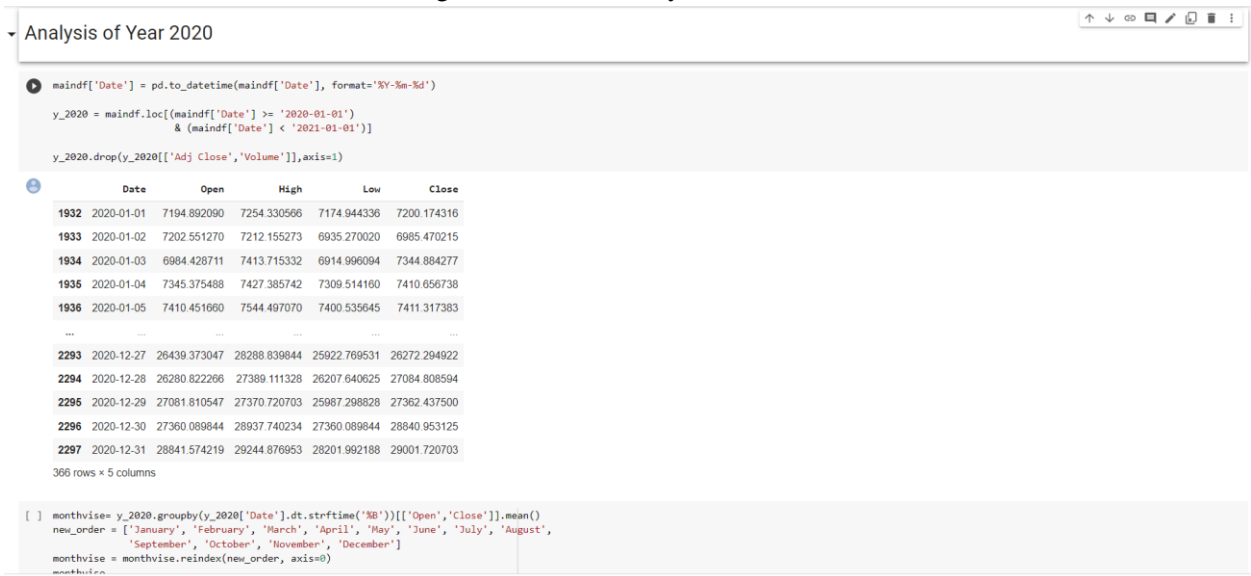 Analysis of Year 2020
maindf['Date'] = pd.to_datetime(maindf['Date'], format='%Y-%m-%d')
y_2020 = maindf.loc[(maindf['Date'] >= '2020-01-01')
& (maindf['Date'] < '2021-01-01')]
y_2020.drop(y_2020[['Adj Close','Volume']],axis=1)
Date Open High Low Close
1932 2020-01-01 7194.892090 7254.330566 7174.944336 7200.174316
1933 2020-01-02 7202.551270 7212.155273 6935.270020 6985.470215
1934 2020-01-03 6984.428711 7413.715332 6914.996094 7344.884277
1935 2020-01-04 7345.375488 7427.385742 7309.514160 7410.656738
1936 2020-01-05 7410.451660 7544.497070 7400.535645 7411.317383
... ... ... ... ... ...
2293 2020-12-27 26439.373047 28288.839844 25922.769531 26272.294922
2294 2020-12-28 26280.822266 27389.111328 26207.640625 27084.808594
2295 2020-12-29 27081.810547 27370.720703 25987.298828 27362.437500
2296 2020-12-30 27360.089844 28937.740234 27360.089844 28840.953125
2297 2020-12-31 28841.574219 29244.876953 28201.992188 29001.720703
366 rows × 5 columns
[ ] monthvise= y_2020.groupby(y_2020['Date'].dt.strftime('%B'))[['Open','Close']].mean()
new_order = ['January', 'February', 'March', 'April', 'May', 'June', 'July', 'August',
'September', 'October', 'November', 'December']
monthvise = monthvise.reindex(new_order, axis=0)
monthvise